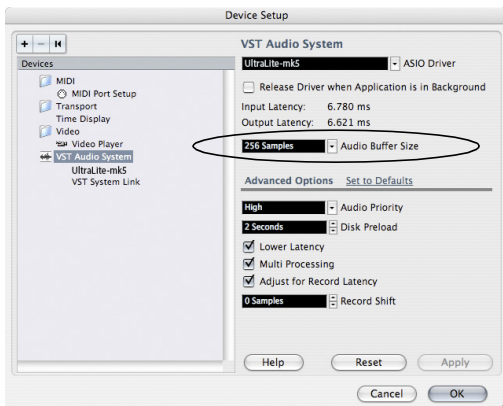 Device Setup
+ −
Devices
MIDI
MIDI Port Setup
Transport
Time Display
Video
Video Player
VST Audio System
UltraLite-mk5
VST System Link
VST Audio System
UltraLite-mk5 ASIO Driver
Release Driver when Application is in Background
Input Latency: 6.780 ms
Output Latency: 6.621 ms
256 Samples Audio Buffer Size
Advanced Options Set to Defaults
High Audio Priority
2 Seconds Disk Preload
Lower Latency
Multi Processing
Adjust for Record Latency
0 Samples Record Shift
Help Reset Apply
Cancel OK